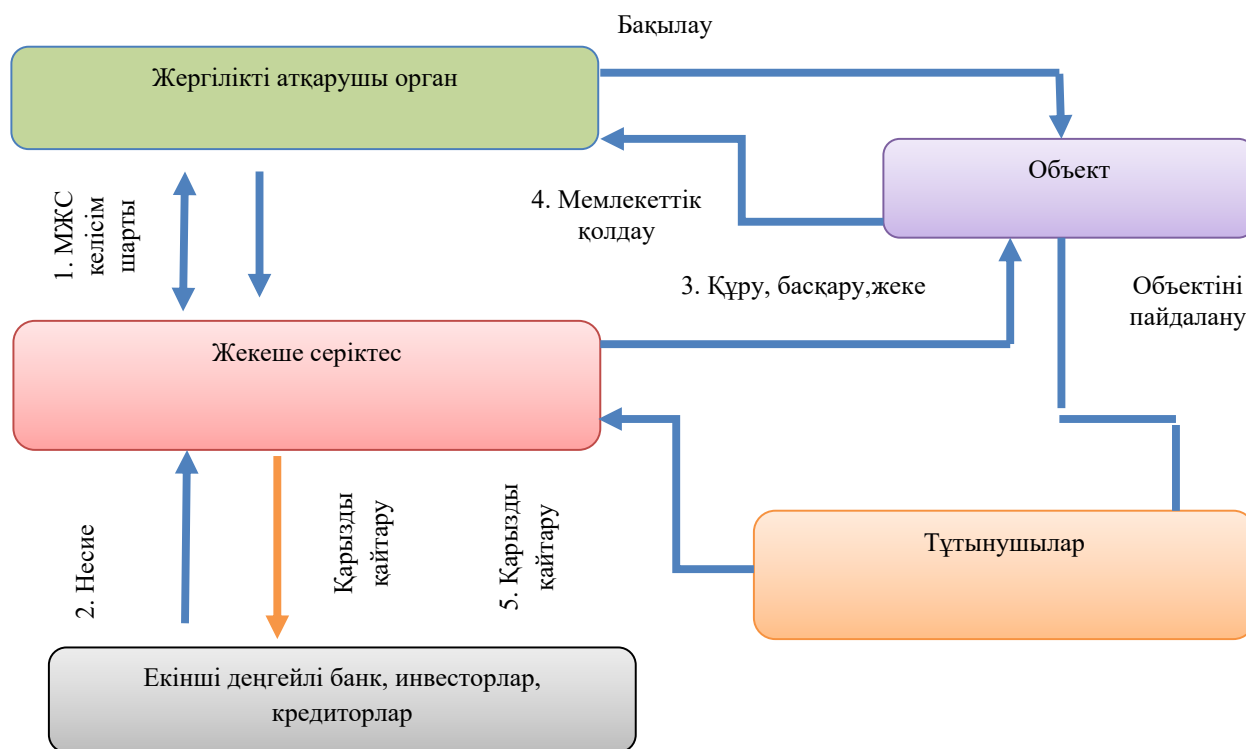 Бақылау
Жергілікті атқарушы орган
Объект
1. МЖС
келісім
шарты
4. Мемлекеттік
қолдау
3. Құру, басқару,жеке
Объектіні
пайдалану
Жекеше серіктес
2. Несие
Қарызды
қайтару
5. Қарызды
қайтару
Тұтынушылар
Екінші деңгейлі банк, инвесторлар,
кредиторлар